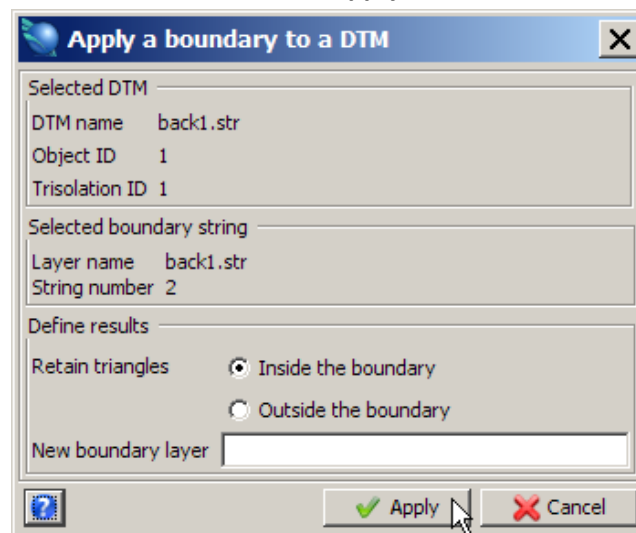 Apply a boundary to a DTM
Selected DTM
DTM name back1.str
Object ID 1
Trisolation ID 1
Selected boundary string
Layer name back1.str
String number 2
Define results
Retain triangles Inside the boundary
Outside the boundary
New boundary layer
? Apply Cancel